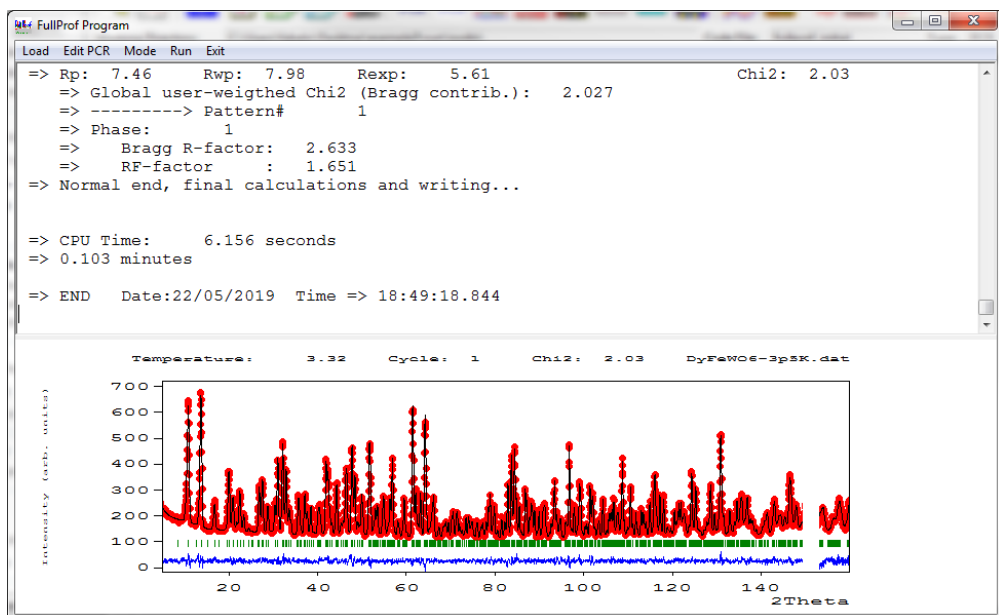 FullProf Program
Load Edit PCR Mode Run Exit
=> Rp: 7.46 Rwp: 7.98 Rexp: 5.61 Chi2: 2.03
=> Global user-weigthed Chi2 (Bragg contrib.): 2.027
=> ---------> Pattern# 1
=> Phase: 1
=> Bragg R-factor: 2.633
=> RF-factor : 1.651
=> Normal end, final calculations and writing...
=> CPU Time: 6.156 seconds
=> 0.103 minutes
=> END Date:22/05/2019 Time => 18:49:18.844
Temperature: 3.32 Cycle: 1 Chi2: 2.03 DyFeWO6-3p5K.dat
Intensity (arb. units)
700
600
500
400
300
200
100
0
20 40 60 80 100 120 140
2Theta